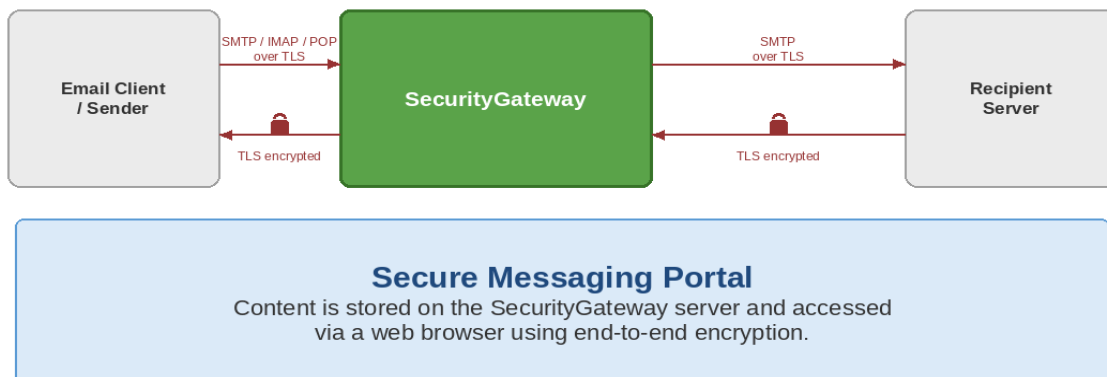 SMTP / IMAP / POP
over TLS
SMTP
over TLS
Email Client
/ Sender
SecurityGateway
Recipient
Server
TLS encrypted
TLS encrypted
Secure Messaging Portal
Content is stored on the SecurityGateway server and accessed
via a web browser using end-to-end encryption.